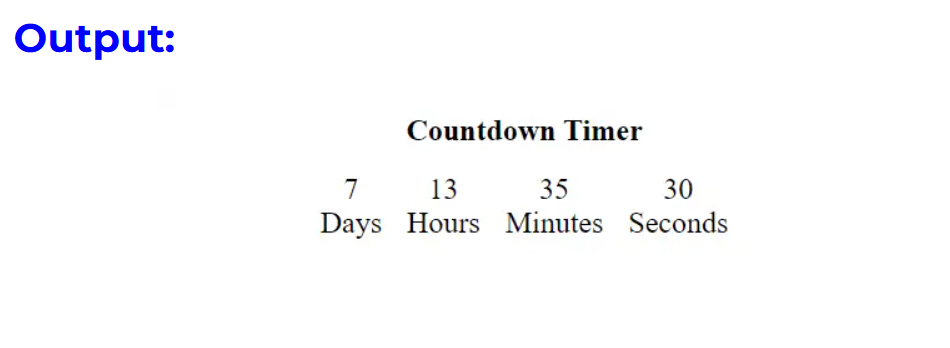 Output:
Countdown Timer
7 13 35 30
Days Hours Minutes Seconds